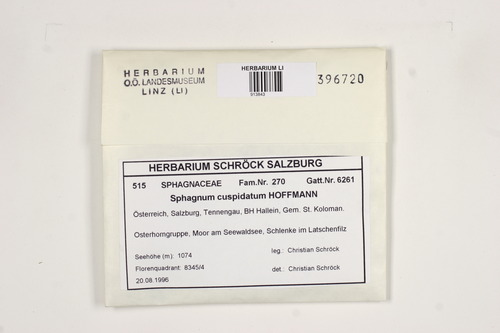 HERBARIUM
O.Ö. LANDESMUSEUM
LINZ (LI)
HERBARIUM LI
013943
396720
HERBARIUM SCHRÖCK SALZBURG
515 SPHAGNACEAE Fam.Nr. 270 Gatt.Nr. 6261
Sphagnum cuspidatum HOFFMANN
Österreich, Salzburg, Tennengau, BH Hallein, Gem. St. Koloman.
Osterhorngruppe, Moor am Seewaldsee, Schlenke im Latschenfilz
Seehöhe (m): 1074 leg.: Christian Schröck
Florenquadrant: 8345/4 det.: Christian Schröck
20.08.1996